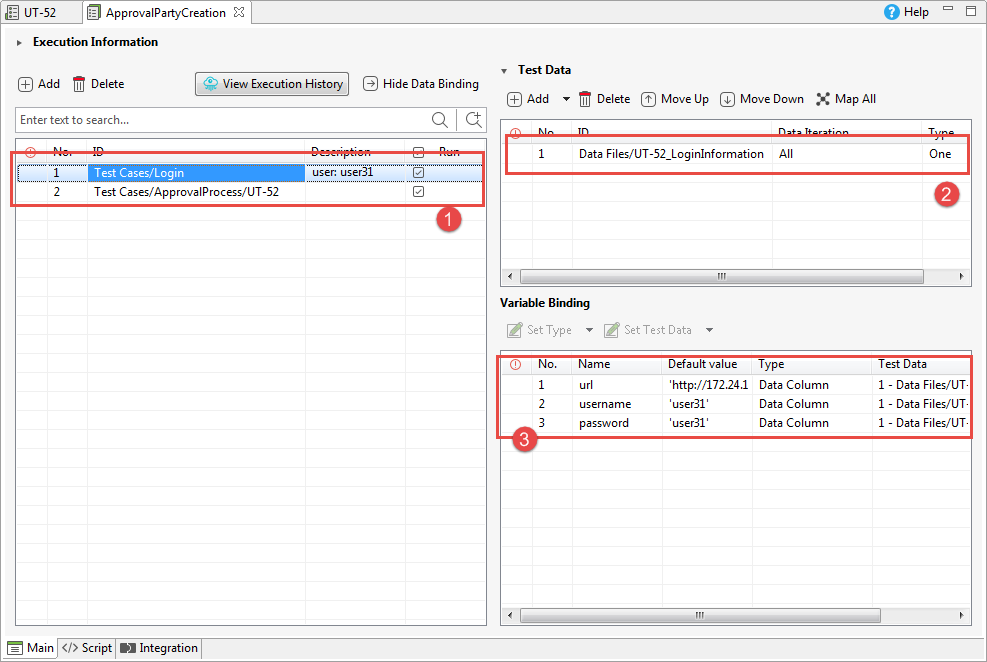 UT-52
ApprovalPartyCreation
Help
Execution Information
Add
Delete
View Execution History
Hide Data Binding
Enter text to search...
No. ID Description Run
1 Test Cases/Login user: user31
2 Test Cases/ApprovalProcess/UT-52
1
Test Data
Add Delete Move Up Move Down Map All
No. ID Data Iteration Type
1 Data Files/UT-52_LoginInformation All One
2
Variable Binding
Set Type Set Test Data
No. Name Default value Type Test Data
1 url 'http://172.24.1 Data Column 1 - Data Files/UT-
2 username 'user31' Data Column 1 - Data Files/UT-
3 password 'user31' Data Column 1 - Data Files/UT-
3
Main </> Script Integration